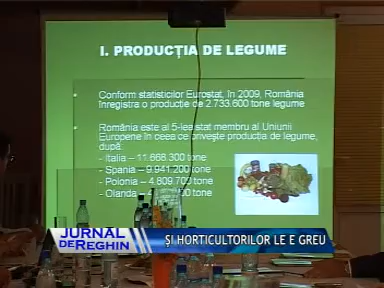 I. PRODUCȚIA DE LEGUME
Conform statisticilor Eurostat, în 2009, România
înregistra o producție de 2.733.600 tone legume
România este al 5-lea stat membru al Uniunii
Europene în ceea ce privește producția de legume,
după:
- Italia – 11.668.300 tone
- Spania – 9.941.200 tone
- Polonia – 4.809.700 tone
- Olanda tone
JURNAL
DE REGHIN
ȘI HORTICULTORILOR LE E GREU